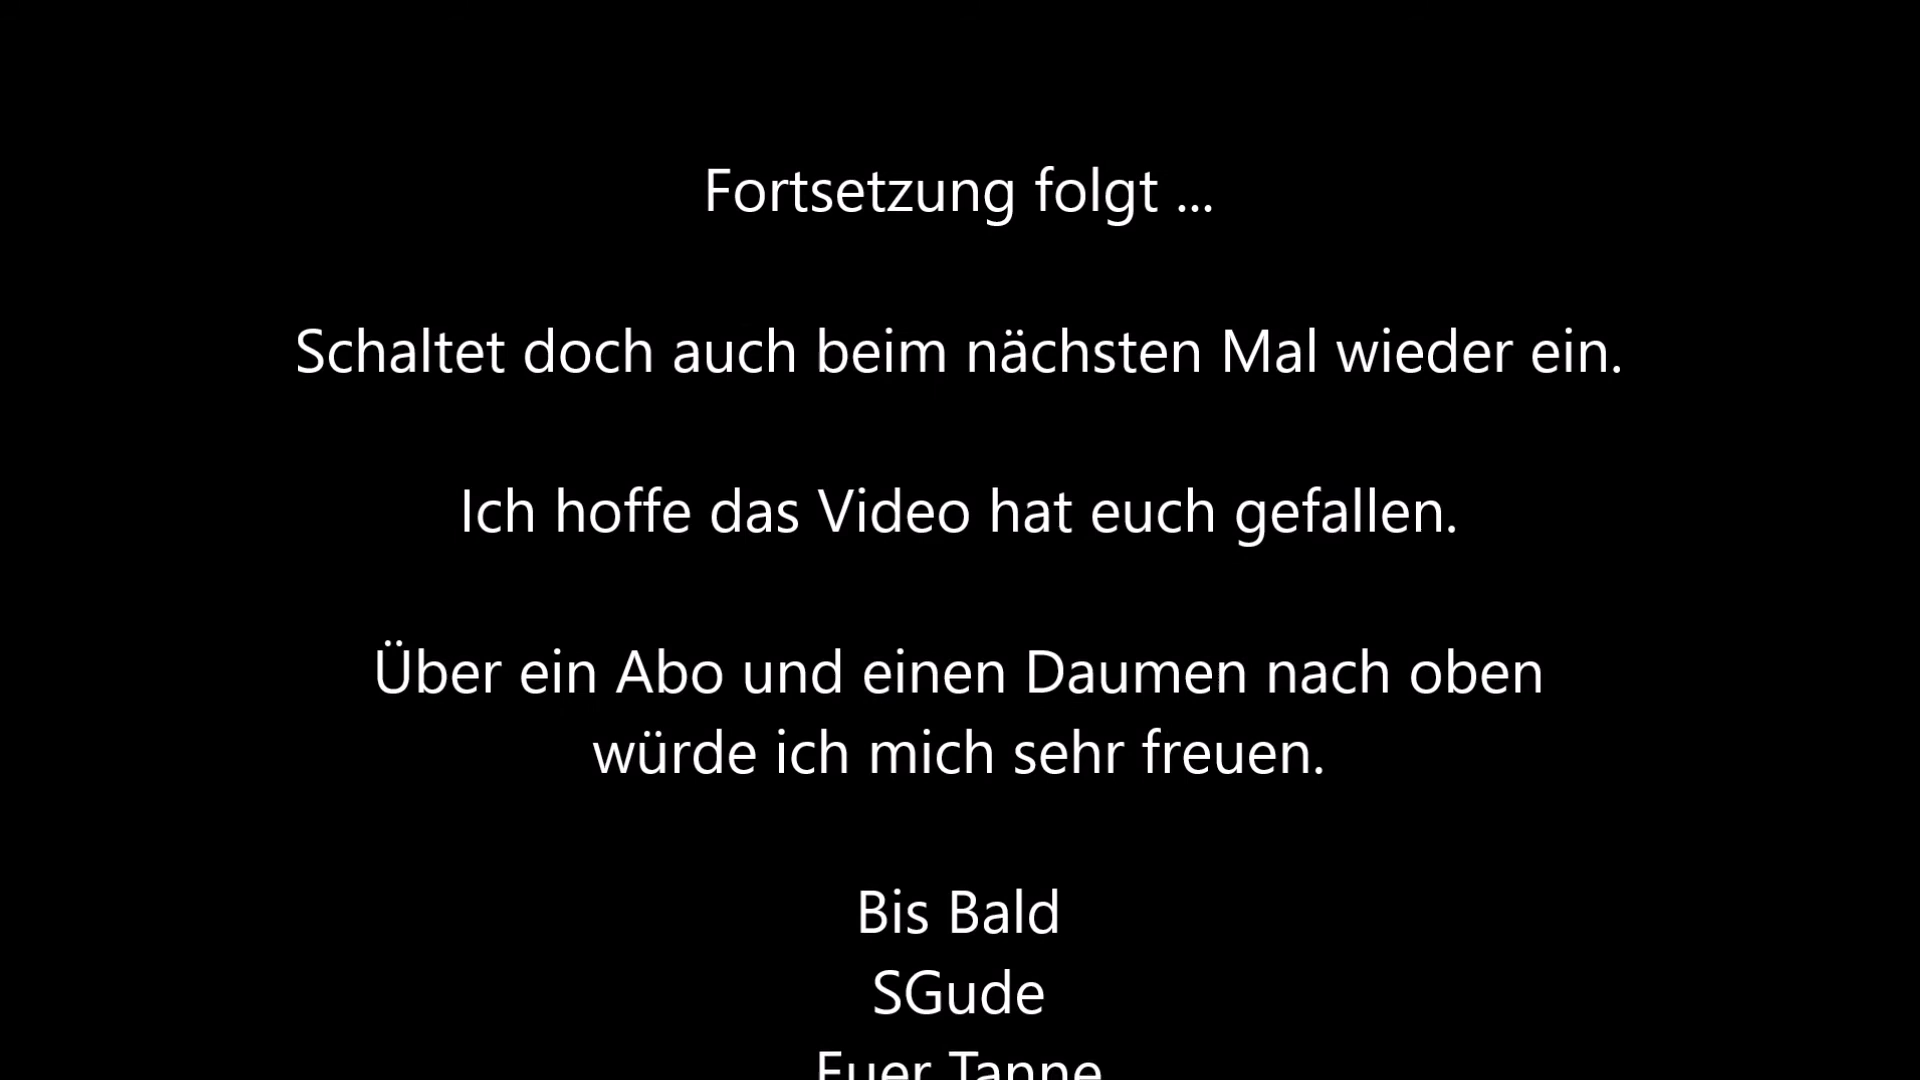 Fortsetzung folgt ...
Schaltet doch auch beim nächsten Mal wieder ein.
Ich hoffe das Video hat euch gefallen.
Über ein Abo und einen Daumen nach oben
würde ich mich sehr freuen.
Bis Bald
SGude
Euer Tanne